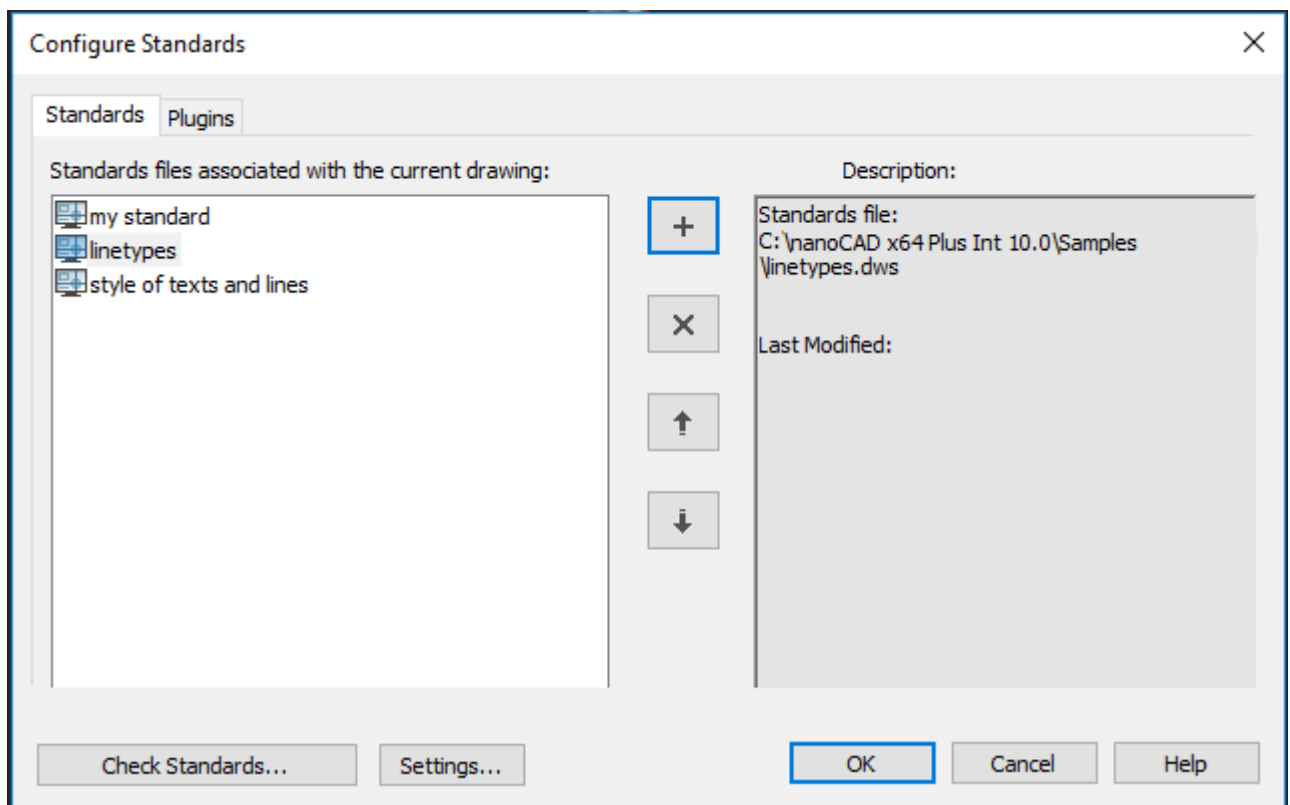 Configure Standards
Standards
Plugins
Standards files associated with the current drawing:
my standard
linetypes
style of texts and lines
Description:
Standards file:
C:\nanoCAD x64 Plus Int 10.0\Samples
\linetypes.dws
Last Modified:
Check Standards...
Settings...
OK
Cancel
Help